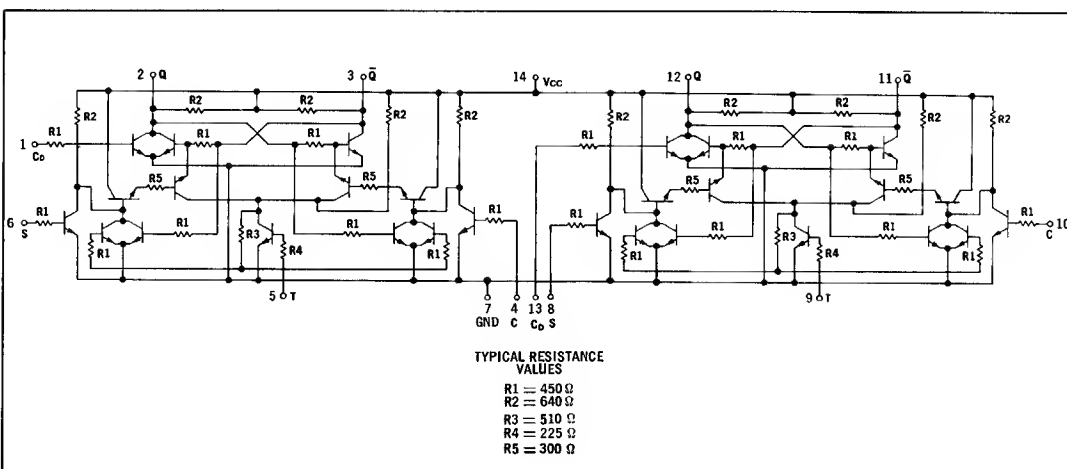 2 Q
3 Q̅
14 VCC
12 Q
11 Q̅
R2
R2
R2
R2
R2
R2
R2
R2
R2
R2
R1
R1
R1
R1
R1
R1
1
CD
R5
R5
R5
R5
6
S
R1
R1
R1
R1
R1
10
C
R1
R1
R1
R1
R3
R4
R1
R1
R3
R4
R1
5 T
7
GND
4
C
13
CD
8
S
9 T
TYPICAL RESISTANCE
VALUES
R1 = 450 Ω
R2 = 640 Ω
R3 = 510 Ω
R4 = 225 Ω
R5 = 300 Ω